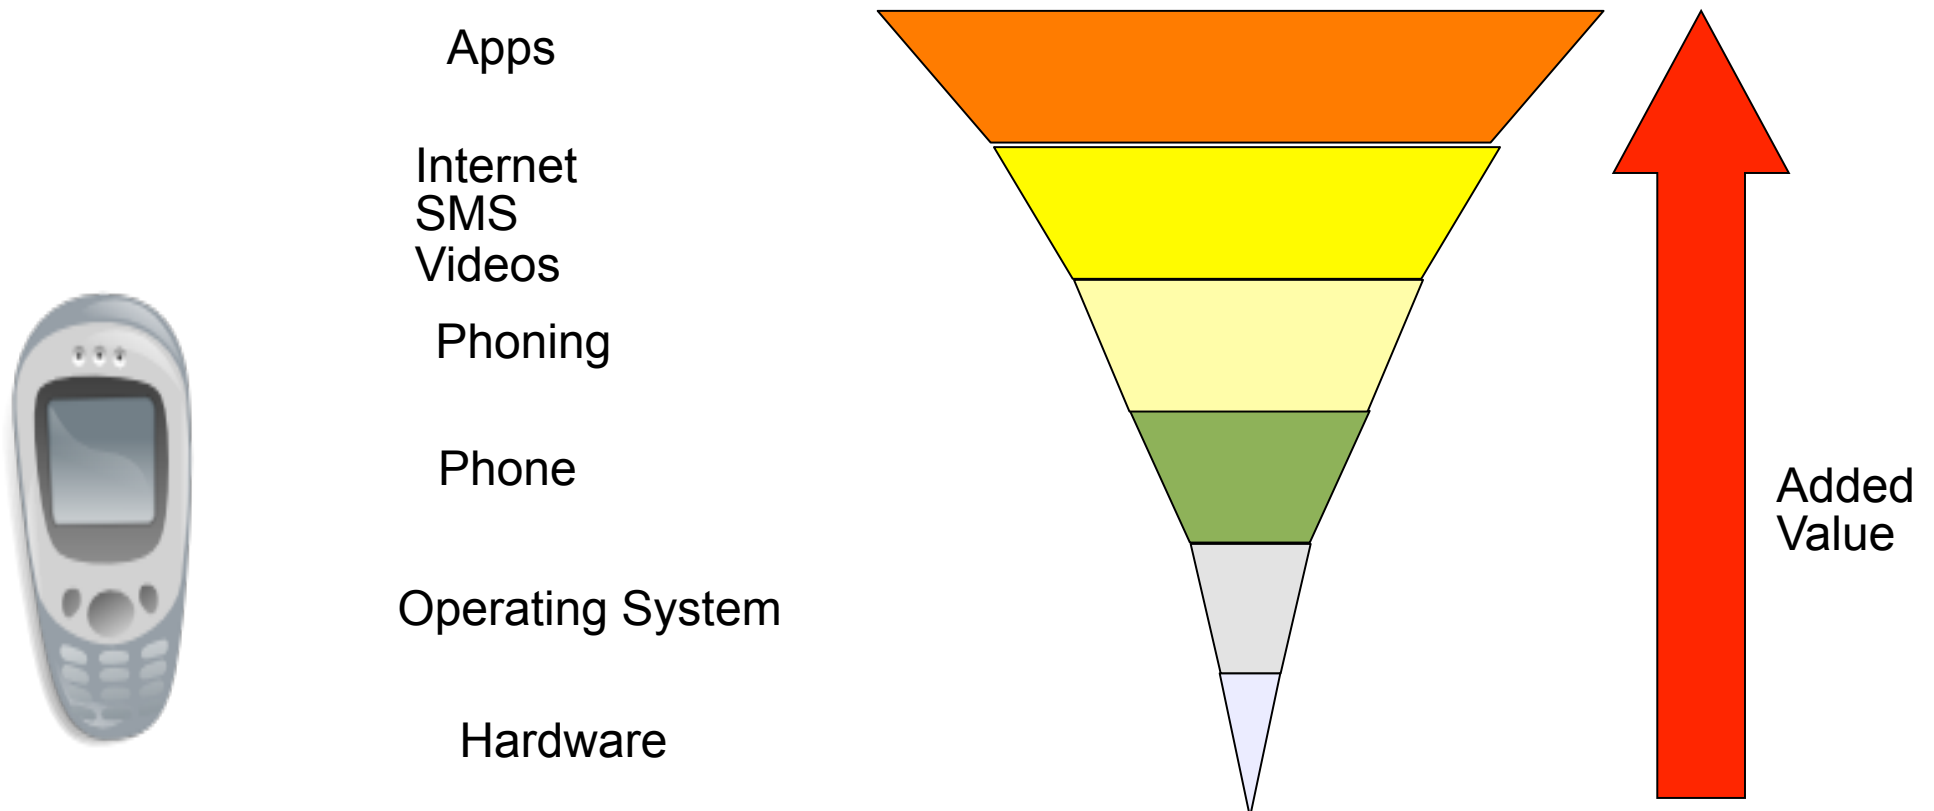 Apps
Internet
SMS
Videos
Phoning
Phone
Added
Value
Operating System
Hardware